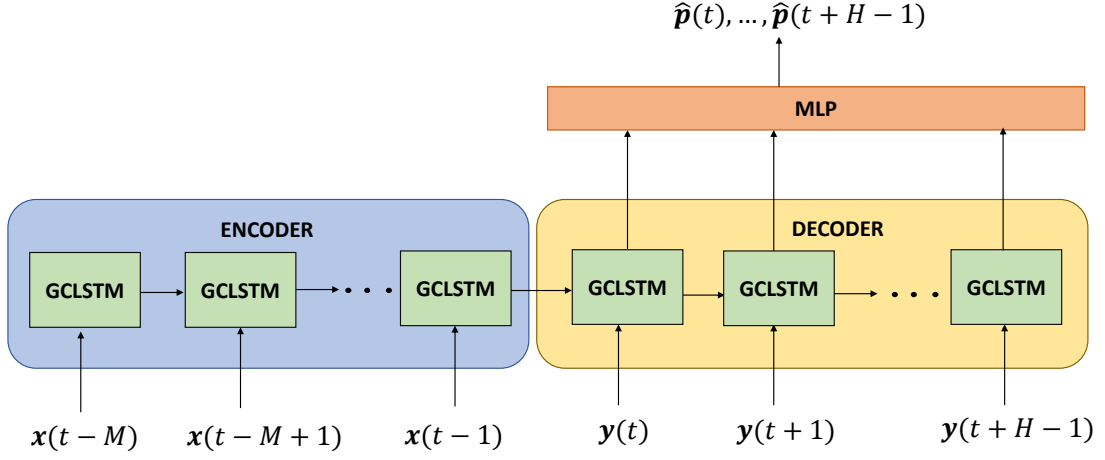 p̂(t), … , p̂(t + H − 1)
MLP
ENCODER
DECODER
GCLSTM
GCLSTM
• • •
GCLSTM
GCLSTM
GCLSTM
• • •
GCLSTM
x(t − M)
x(t − M + 1)
x(t − 1)
y(t)
y(t + 1)
y(t + H − 1)